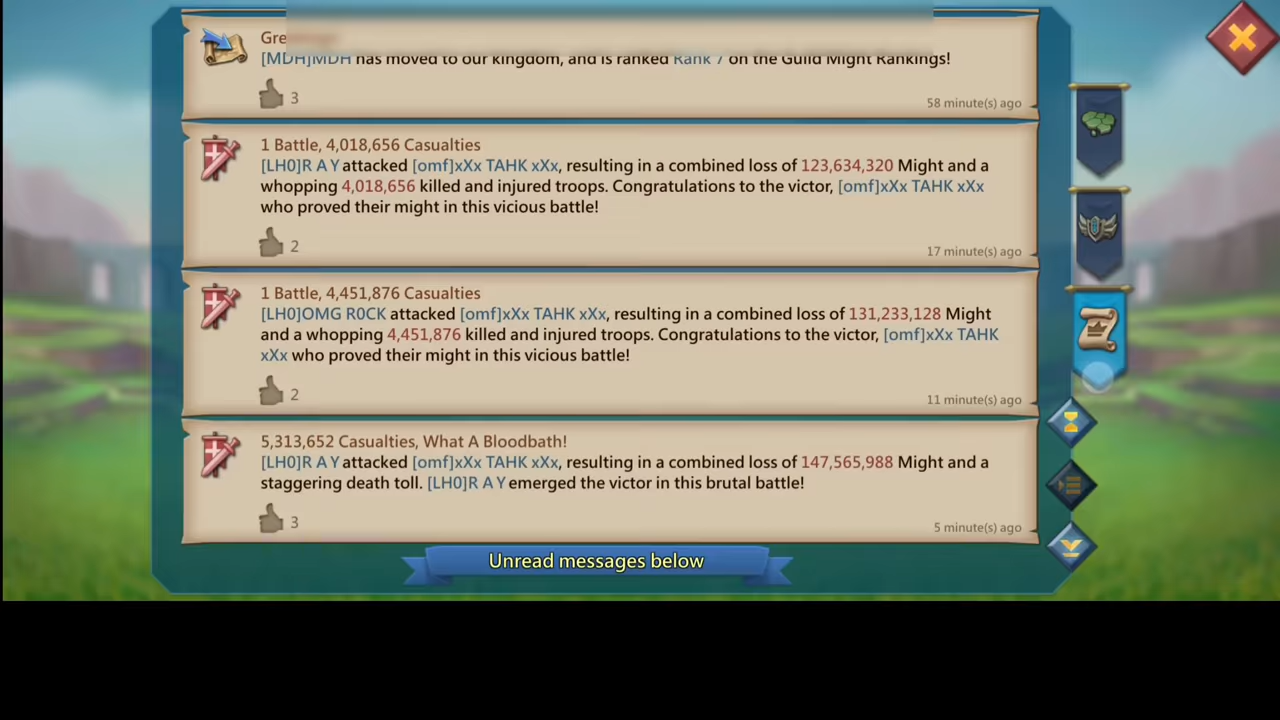 Gre
[MDH]MDH has moved to our kingdom, and is ranked Rank 7 on the Guild Might Rankings!
3
58 minute(s) ago
1 Battle, 4,018,656 Casualties
[LH0]R A Y attacked [omf]xXx TAHK xXx, resulting in a combined loss of 123,634,320 Might and a
whopping 4,018,656 killed and injured troops. Congratulations to the victor, [omf]xXx TAHK xXx
who proved their might in this vicious battle!
2
17 minute(s) ago
1 Battle, 4,451,876 Casualties
[LH0]OMG R0CK attacked [omf]xXx TAHK xXx, resulting in a combined loss of 131,233,128 Might
and a whopping 4,451,876 killed and injured troops. Congratulations to the victor, [omf]xXx TAHK
xXx who proved their might in this vicious battle!
2
11 minute(s) ago
5,313,652 Casualties, What A Bloodbath!
[LH0]R A Y attacked [omf]xXx TAHK xXx, resulting in a combined loss of 147,565,988 Might and a
staggering death toll. [LH0]R A Y emerged the victor in this brutal battle!
3
5 minute(s) ago
Unread messages below